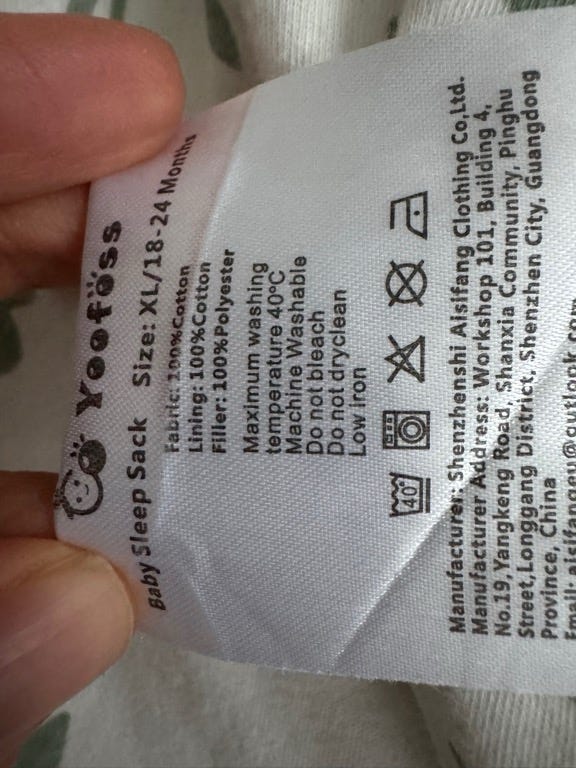 Yoofoss
Baby Sleep Sack Size: XL/18-24 Months
Fabric: 100%Cotton
Lining: 100%Cotton
Filler: 100%Polyester
Maximum washing
temperature 40°C
Machine Washable
Do not bleach
Do not dryclean
Low iron
40°
Manufacturer: Shenzhenshi Aisifang Clothing Co,Ltd.
Manufacturer Address: Workshop 101, Building 4,
No.19,Yangkeng Road, Shanxia Community, Pinghu
Street,Longgang District, Shenzhen City, Guangdong
Province, China